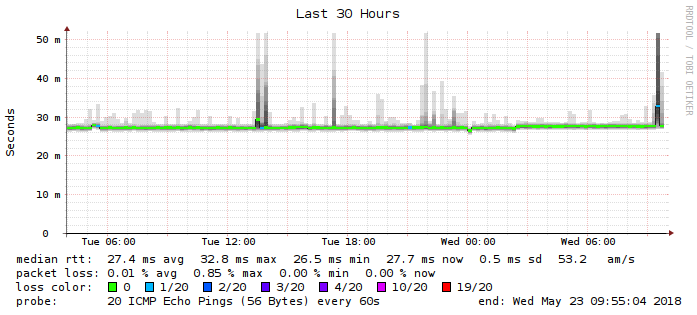 Last 30 Hours
RRDTOOL / TOBI OETIKER
Seconds
50 m
40 m
30 m
20 m
10 m
0
Tue 06:00 Tue 12:00 Tue 18:00 Wed 00:00 Wed 06:00
median rtt: 27.4 ms avg 32.8 ms max 26.5 ms min 27.7 ms now 0.5 ms sd 53.2 am/s
packet loss: 0.01 % avg 0.85 % max 0.00 % min 0.00 % now
loss color: 0 1/20 2/20 3/20 4/20 10/20 19/20
probe: 20 ICMP Echo Pings (56 Bytes) every 60s end: Wed May 23 09:55:04 2018